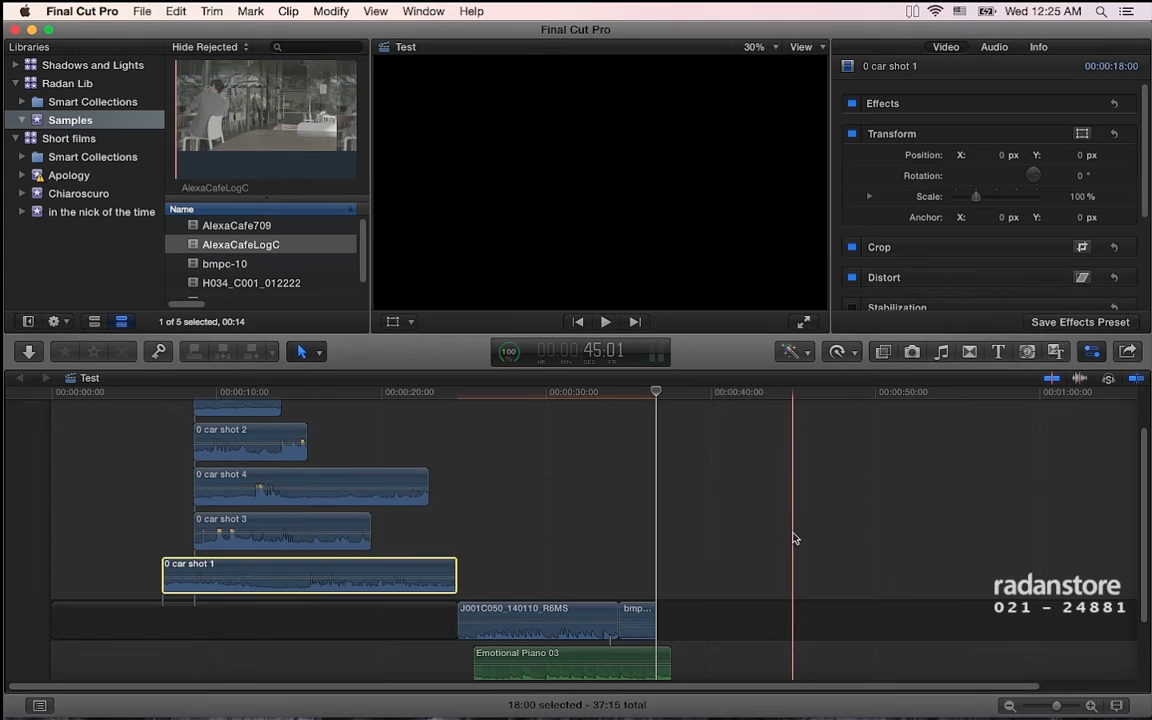 Final Cut Pro File Edit Trim Mark Clip Modify View Window Help Wed 12:25 AM
Final Cut Pro
Libraries Hide Rejected Test 30% View Video Audio Info
Shadows and Lights
Radan Lib
Smart Collections
Samples
Short films
Smart Collections
Apology
Chiaroscuro
in the nick of the time
AlexaCafeLogC
Name
AlexaCafe709
AlexaCafeLogC
bmpc-10
H034_C001_012222
1 of 5 selected, 00:14
0 car shot 1 00:00:18:00
Effects
Transform
Position: X: 0 px Y: 0 px
Rotation: 0 °
Scale: 100 %
Anchor: X: 0 px Y: 0 px
Crop
Distort
Stabilization
Save Effects Preset
100 00:00:45:01
HR MIN SEC FR
Test
00:00:00:00 00:00:10:00 00:00:20:00 00:00:30:00 00:00:40:00 00:00:50:00 00:01:00:00
0 car shot 2
0 car shot 4
0 car shot 3
0 car shot 1
J001C050_140110_R6MS bmp...
Emotional Piano 03
radanstore
021 - 24881
18:00 selected - 37:15 total